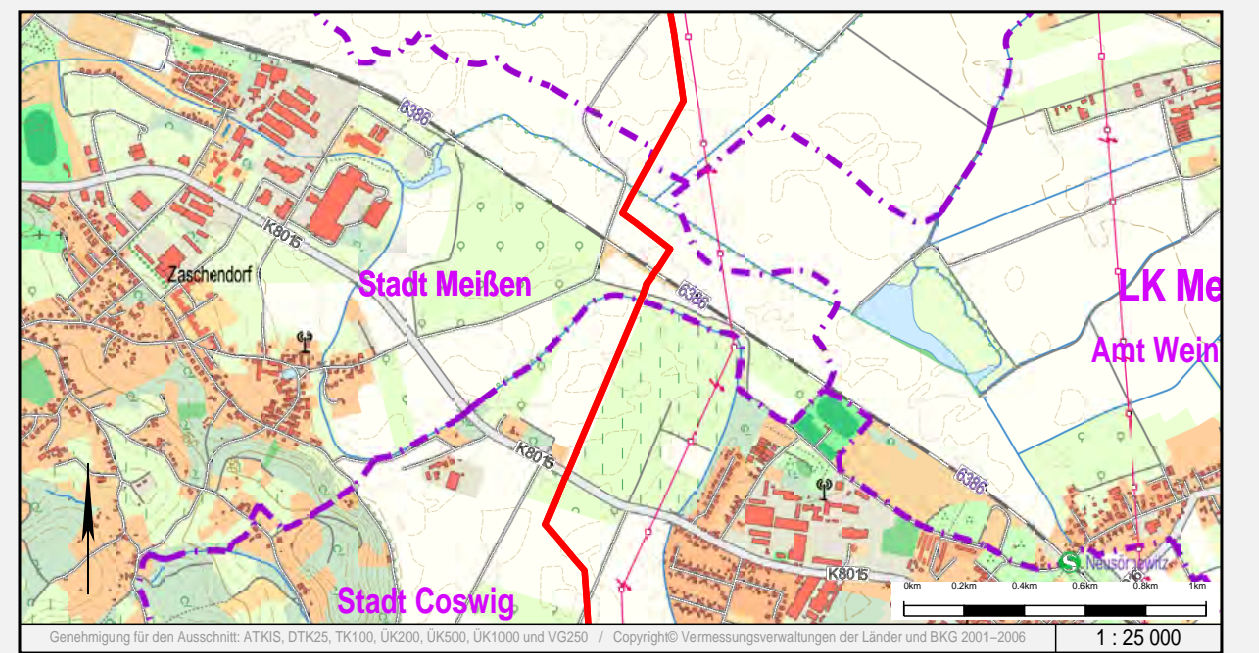 6386
K8015
Zaschendorf
Stadt Meißen
6386
LK Me
Amt Wein
K8015
6386
K8015
Stadt Coswig
0km 0.2km 0.4km 0.6km 0.8km 1km
Genehmigung für den Ausschnitt: ATKIS, DTK25, TK100, ÜK200, ÜK500, ÜK1000 und VG250 / Copyright© Vermessungsverwaltungen der Länder und BKG 2001–2006
1 : 25 000